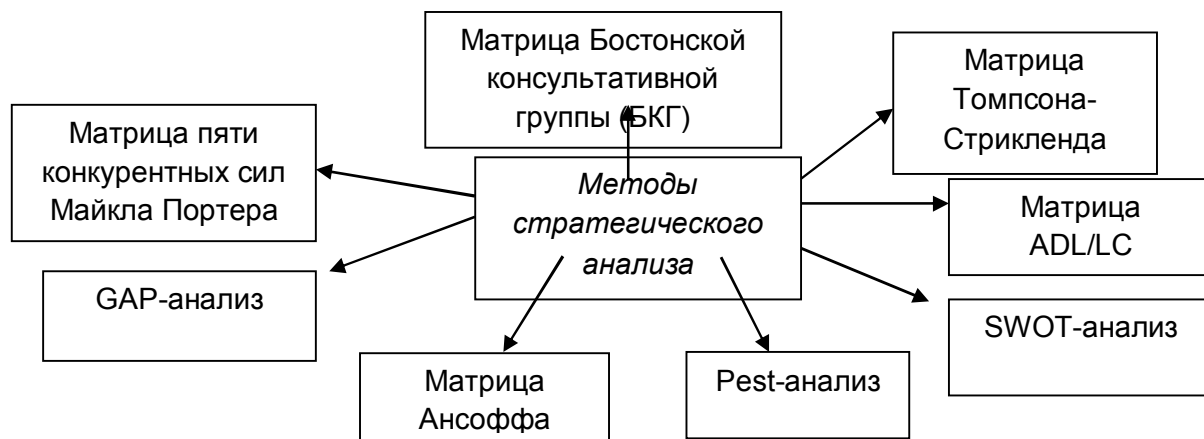 Матрица Бостонской
консультативной
группы (БКГ)
Матрица
Томпсона-
Стрикленда
Матрица пяти
конкурентных сил
Майкла Портера
Методы
стратегического
анализа
Матрица
ADL/LC
GAP-анализ
SWOT-анализ
Матрица
Ансоффа
Pest-анализ